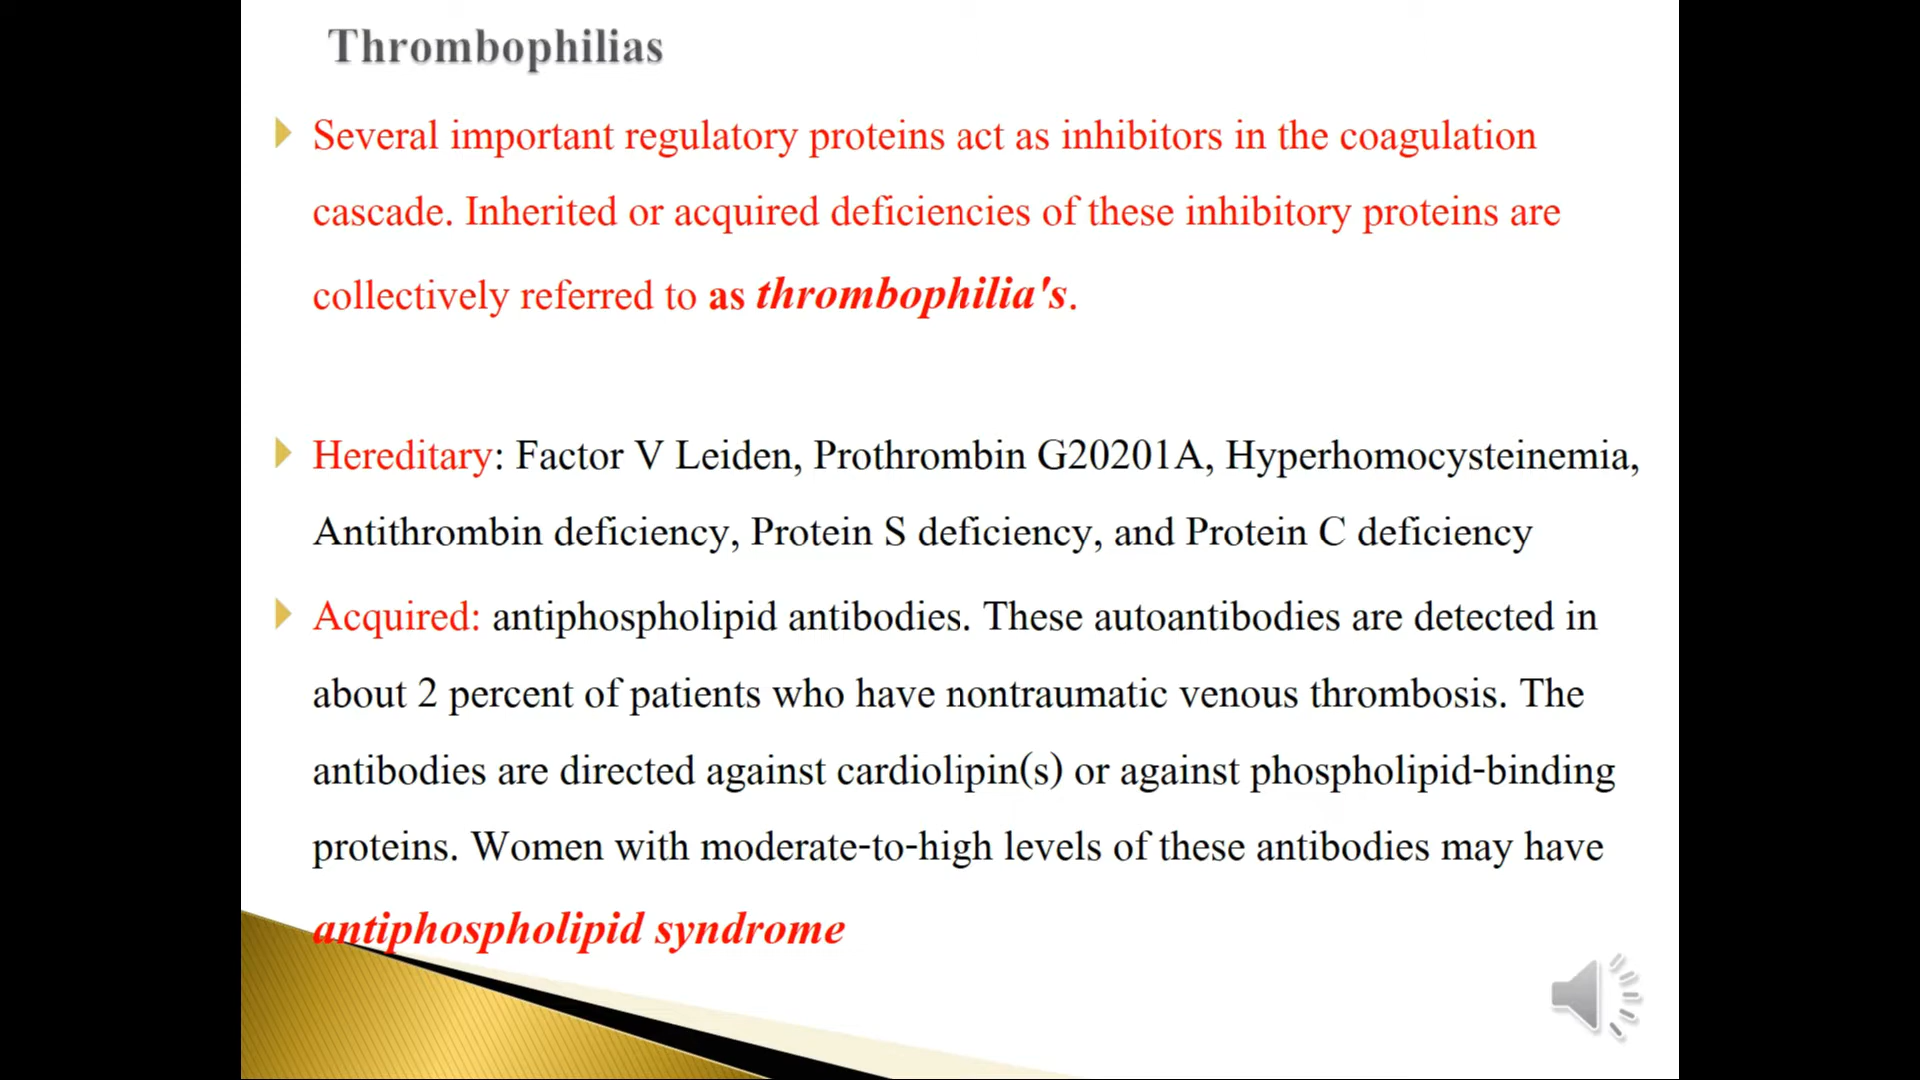 Thrombophilias
Several important regulatory proteins act as inhibitors in the coagulation
cascade. Inherited or acquired deficiencies of these inhibitory proteins are
collectively referred to as thrombophilia's.
Hereditary: Factor V Leiden, Prothrombin G20201A, Hyperhomocysteinemia,
Antithrombin deficiency, Protein S deficiency, and Protein C deficiency
Acquired: antiphospholipid antibodies. These autoantibodies are detected in
about 2 percent of patients who have nontraumatic venous thrombosis. The
antibodies are directed against cardiolipin(s) or against phospholipid-binding
proteins. Women with moderate-to-high levels of these antibodies may have
antiphospholipid syndrome